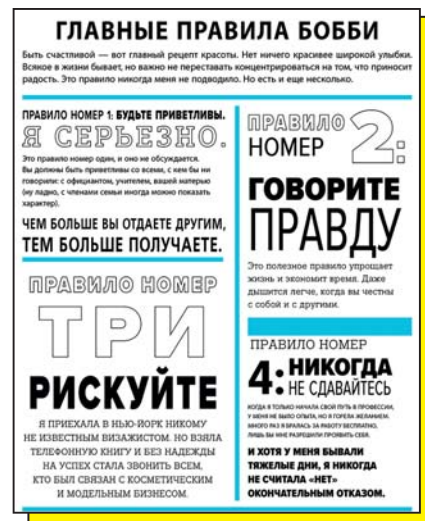 ГЛАВНЫЕ ПРАВИЛА БОББИ
Быть счастливой — вот главный рецепт красоты. Нет ничего красивее широкой улыбки.
Всякое в жизни бывает, но важно не переставать концентрироваться на том, что приносит
радость. Это правило никогда меня не подводило. Но есть и еще несколько.
ПРАВИЛО НОМЕР 1: БУДЬТЕ ПРИВЕТЛИВЫ.
Я СЕРЬЕЗНО.
Это правило номер один, и оно не обсуждается.
Вы должны быть приветливы со всеми, с кем бы ни
говорили: с официантом, учителем, вашей матерью
(ну ладно, с членами семьи иногда можно показать
характер).
ЧЕМ БОЛЬШЕ ВЫ ОТДАЕТЕ ДРУГИМ,
ТЕМ БОЛЬШЕ ПОЛУЧАЕТЕ.
ПРАВИЛО НОМЕР
ТРИ
РИСКУЙТЕ
Я ПРИЕХАЛА В НЬЮ-ЙОРК НИКОМУ
НЕ ИЗВЕСТНЫМ ВИЗАЖИСТОМ. НО ВЗЯЛА
ТЕЛЕФОННУЮ КНИГУ И БЕЗ НАДЕЖДЫ
НА УСПЕХ СТАЛА ЗВОНИТЬ ВСЕМ,
КТО БЫЛ СВЯЗАН С КОСМЕТИЧЕСКИМ
И МОДЕЛЬНЫМ БИЗНЕСОМ.
ПРАВИЛО
НОМЕР 2:
ГОВОРИТЕ
ПРАВДУ
Это полезное правило упрощает
жизнь и экономит время. Даже
дышится легче, когда вы честны
с собой и с другими.
ПРАВИЛО НОМЕР
4: НИКОГДА
НЕ СДАВАЙТЕСЬ
КОГДА Я ТОЛЬКО НАЧАЛА СВОЙ ПУТЬ В ПРОФЕССИИ,
У МЕНЯ НЕ БЫЛО ОПЫТА, НО Я ГОРЕЛА ЖЕЛАНИЕМ.
МНОГО РАЗ Я БРАЛАСЬ ЗА РАБОТУ БЕСПЛАТНО,
ЛИШЬ БЫ МНЕ РАЗРЕШИЛИ ПРОЯВИТЬ СЕБЯ.
И ХОТЯ У МЕНЯ БЫВАЛИ
ТЯЖЕЛЫЕ ДНИ, Я НИКОГДА
НЕ СЧИТАЛА «НЕТ»
ОКОНЧАТЕЛЬНЫМ ОТКАЗОМ.